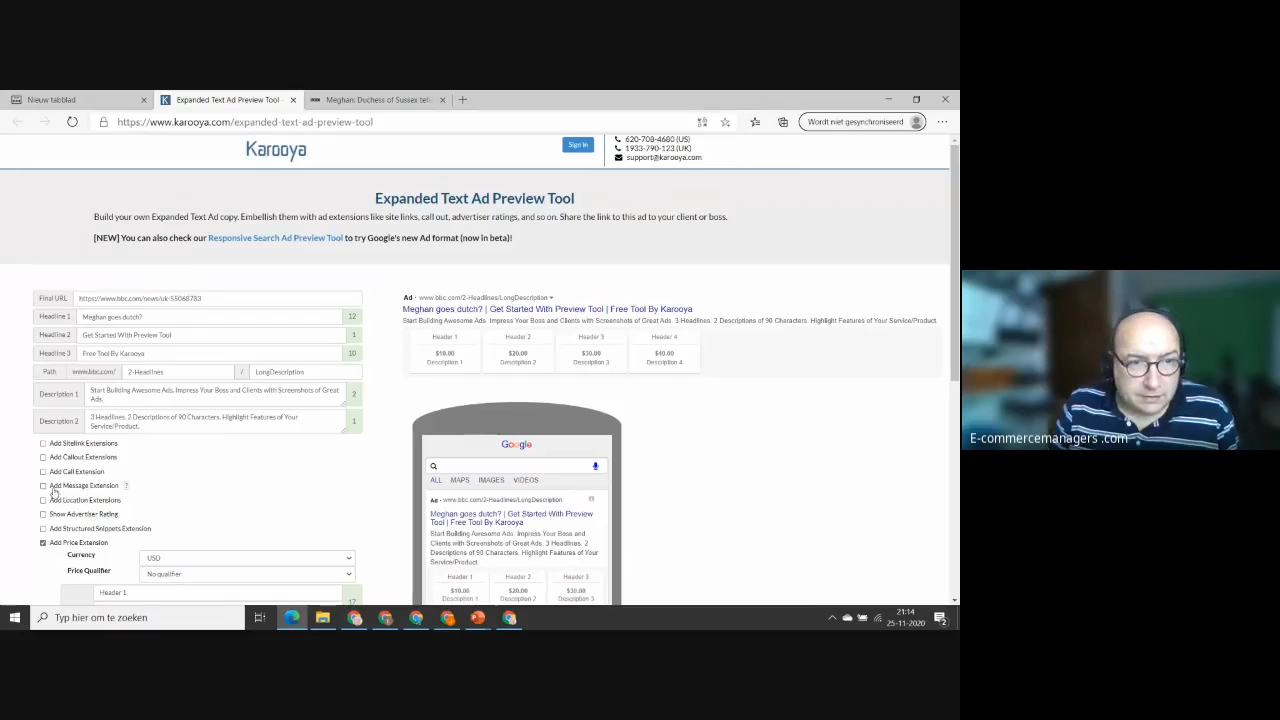 Nieuw tabblad
Expanded Text Ad Preview Tool
Meghan: Duchess of Sussex tell
https://www.karooya.com/expanded-text-ad-preview-tool
Wordt niet gesynchroniseerd
Karooya
Sign In
620-708-4680 (US)
1933-790-123 (UK)
support@karooya.com
Expanded Text Ad Preview Tool
Build your own Expanded Text Ad copy. Embellish them with ad extensions like site links, call out, advertiser ratings, and so on. Share the link to this ad to your client or boss.
[NEW] You can also check our Responsive Search Ad Preview Tool to try Google's new Ad format (now in beta)!
Final URL https://www.bbc.com/news/uk-55068783
Headline 1 Meghan goes dutch? 12
Headline 2 Get Started With Preview Tool 1
Headline 3 Free Tool By Karooya 10
Path www.bbc.com/ 2-Headlines / LongDescription
Description 1 Start Building Awesome Ads. Impress Your Boss and Clients with Screenshots of Great Ads. 2
Description 2 3 Headlines, 2 Descriptions of 90 Characters. Highlight Features of Your Service/Product. 1
Add Sitelink Extensions
Add Callout Extensions
Add Call Extension
Add Message Extension ?
Add Location Extensions
Show Advertiser Rating
Add Structured Snippets Extension
Add Price Extension
Currency USD
Price Qualifier No qualifier
Header 1
17
Ad · www.bbc.com/2-Headlines/LongDescription
Meghan goes dutch? | Get Started With Preview Tool | Free Tool By Karooya
Start Building Awesome Ads. Impress Your Boss and Clients with Screenshots of Great Ads. 3 Headlines. 2 Descriptions of 90 Characters. Highlight Features of Your Service/Product.
Header 1 Header 2 Header 3 Header 4
$10.00 $20.00 $30.00 $40.00
Description 1 Description 2 Description 3 Description 4
Google
ALL MAPS IMAGES VIDEOS
Ad · www.bbc.com/2-Headlines/LongDescription
Meghan goes dutch? | Get Started With Preview
Tool | Free Tool By Karooya
Start Building Awesome Ads. Impress Your Boss and
Clients with Screenshots of Great Ads. 3 Headlines. 2
Descriptions of 90 Characters. Highlight Features of Your
Service/Product
Header 1 Header 2 Header 3
$10.00 $20.00 $30.00
Description 1 Description 2 Description 3
Typ hier om te zoeken
21:14
25-11-2020
2
E-commercemanagers .com